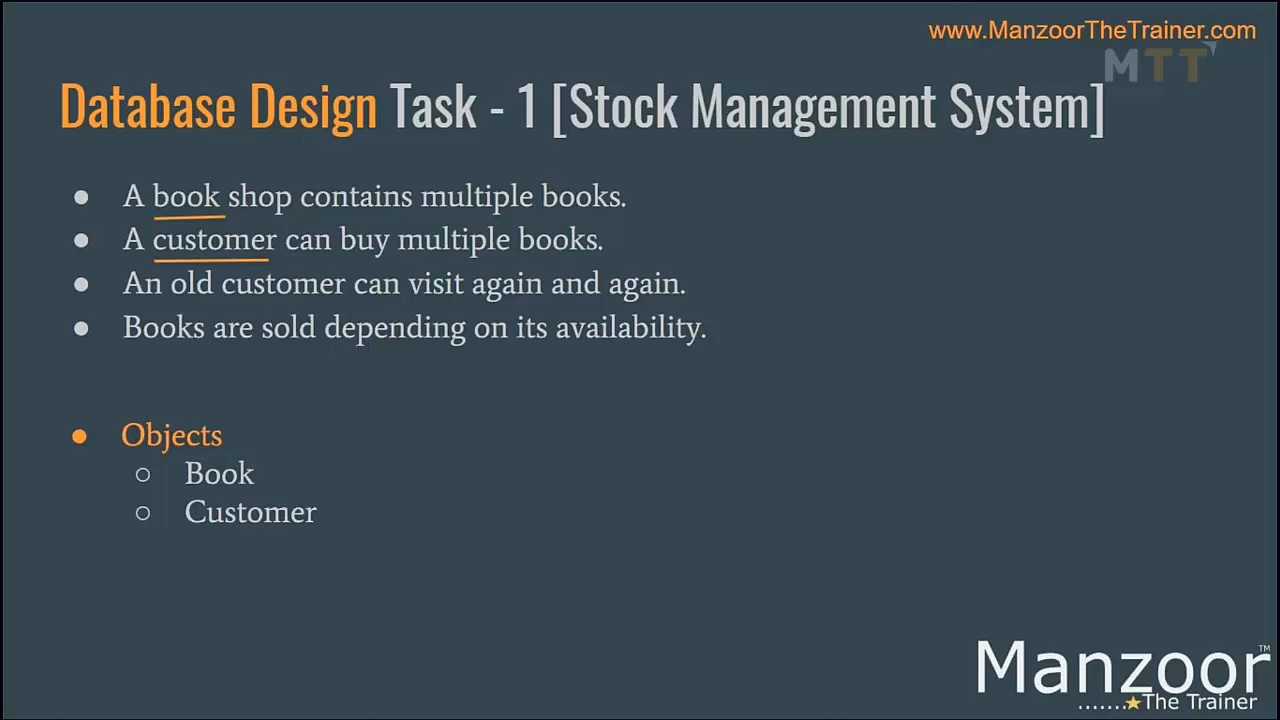 www.ManzoorTheTrainer.com
MTT
Database Design Task - 1 [Stock Management System]
● A book shop contains multiple books.
● A customer can buy multiple books.
● An old customer can visit again and again.
● Books are sold depending on its availability.
● Objects
○ Book
○ Customer
Manzoor™
.......★The Trainer